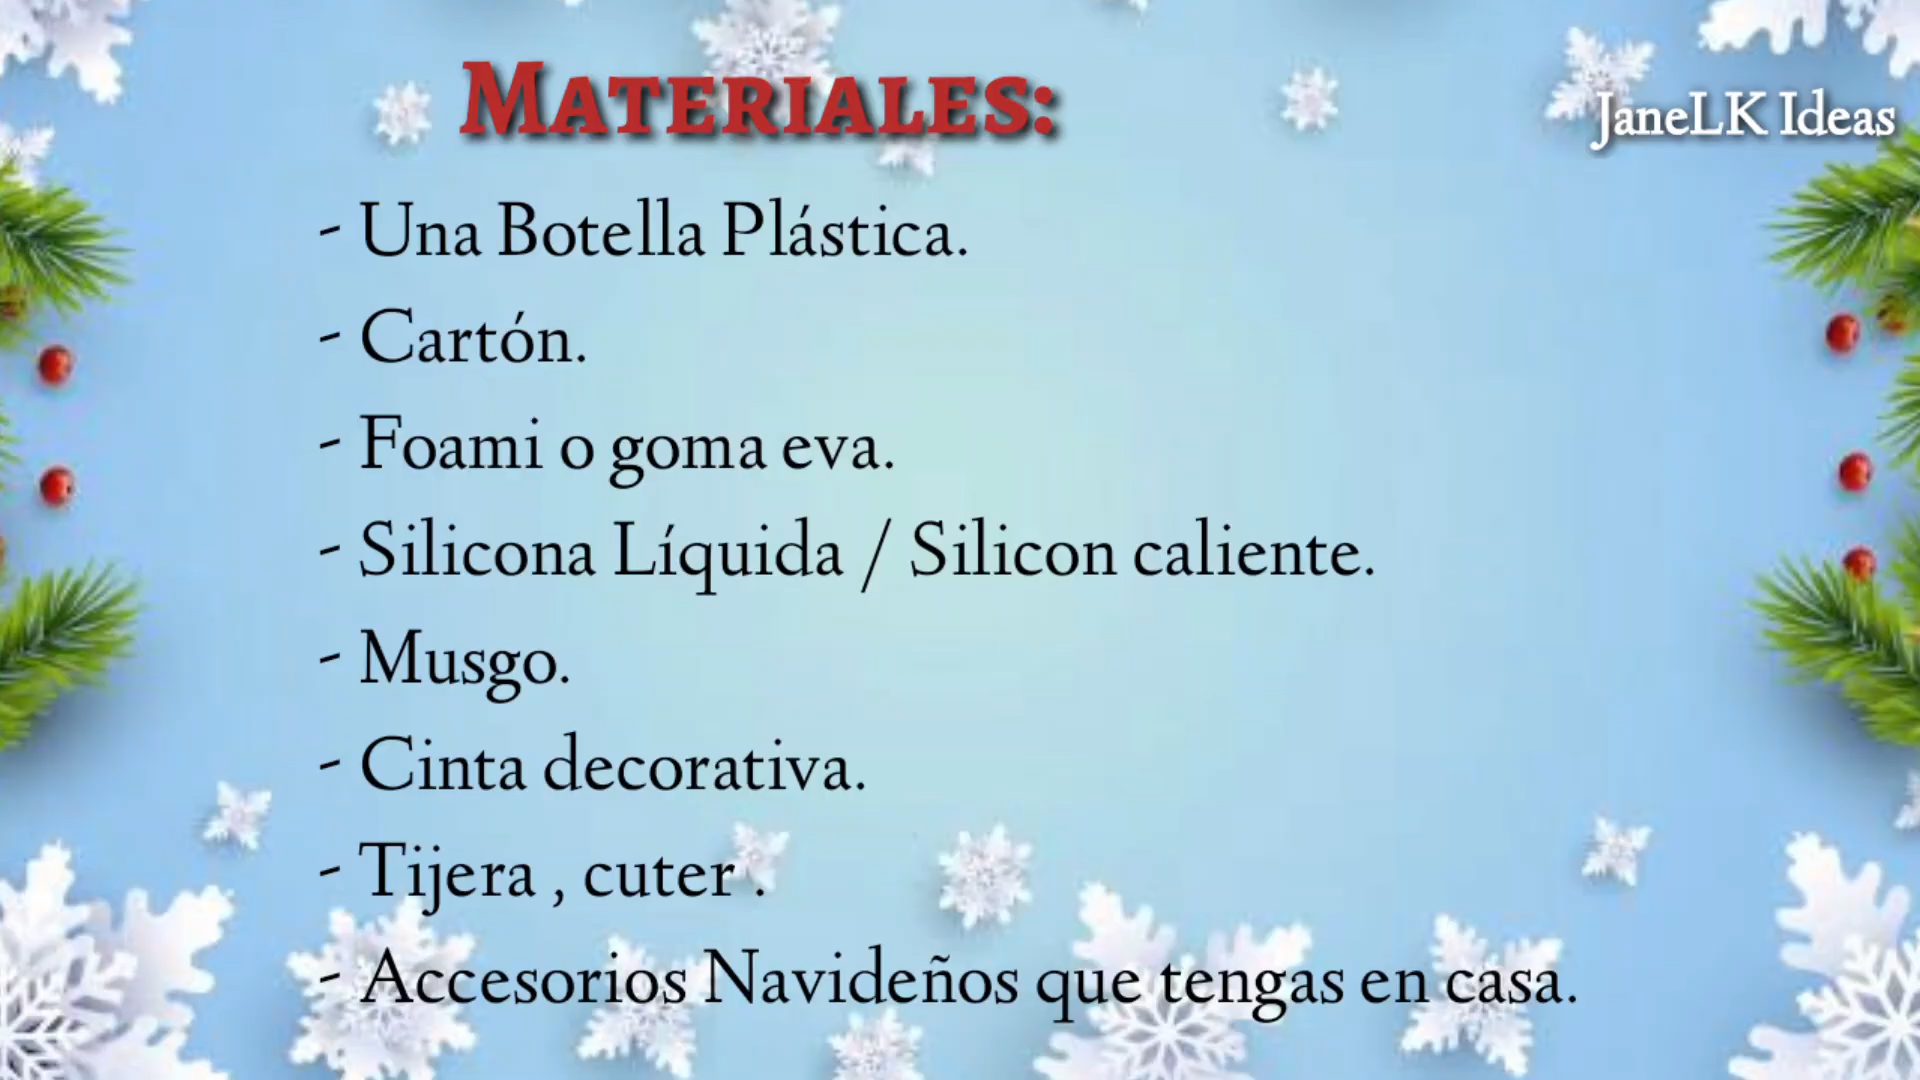 MATERIALES:
JaneLK Ideas
- Una Botella Plástica.
- Cartón.
- Foami o goma eva.
- Silicona Líquida / Silicon caliente.
- Musgo.
- Cinta decorativa.
- Tijera , cuter .
- Accesorios Navideños que tengas en casa.